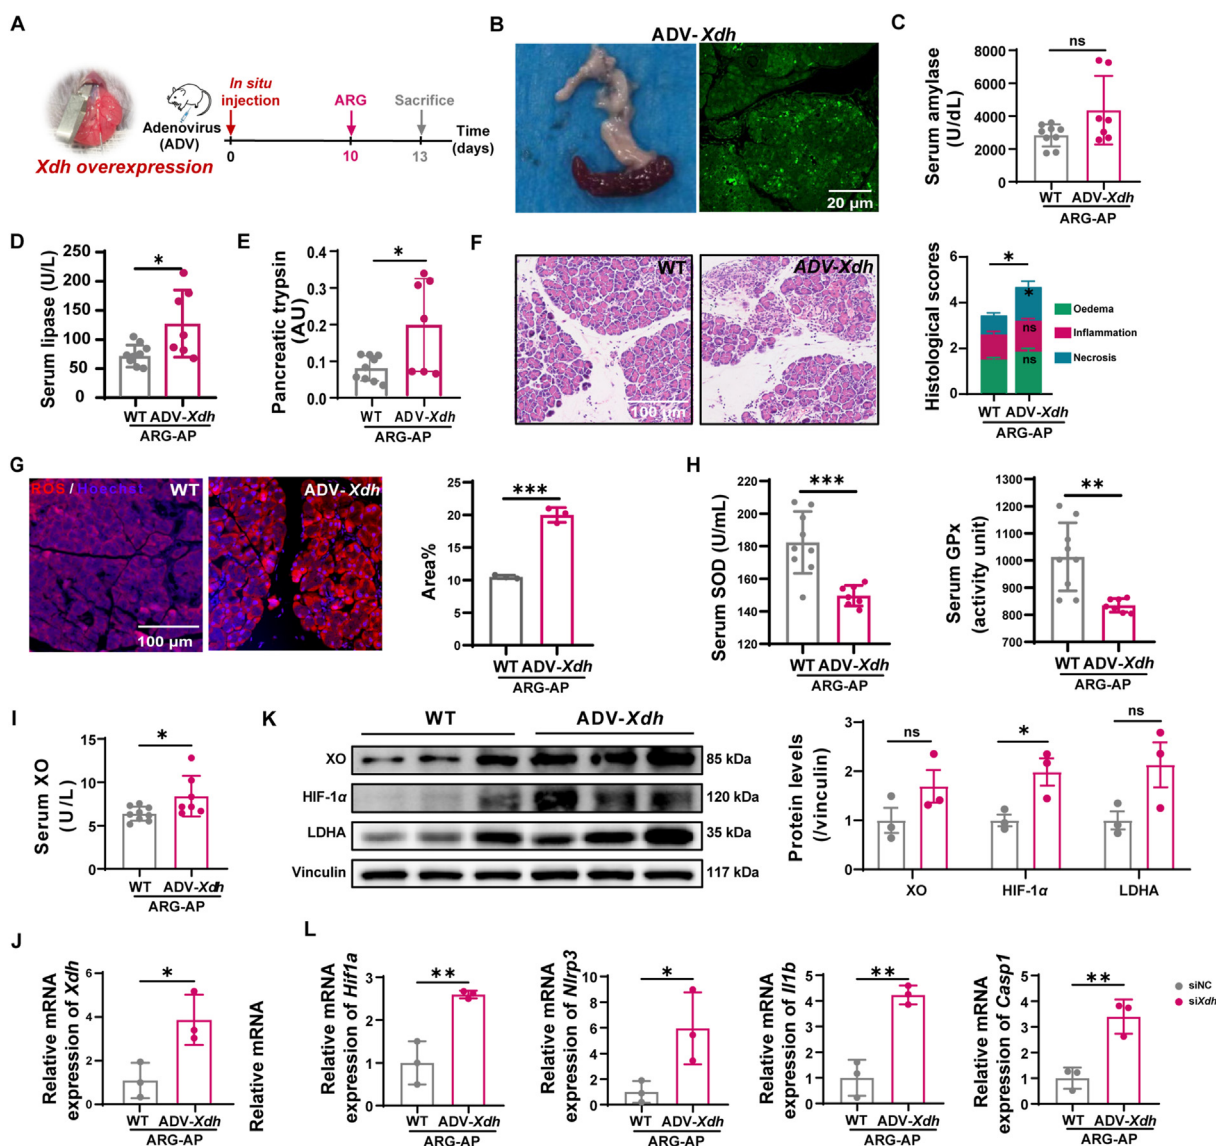 A
In situ
injection
ARG
Sacrifice
Adenovirus
(ADV)
Time
(days)
0
10
13
Xdh overexpression
B
ADV-Xdh
20 µm
C
Serum amylase
(U/dL)
8000
6000
4000
2000
0
ns
WT ADV-Xdh
ARG-AP
D
Serum lipase (U/L)
250
200
150
100
50
0
*
WT ADV-Xdh
ARG-AP
E
Pancreatic trypsin
(AU)
0.4
0.3
0.2
0.1
0.0
*
WT ADV-Xdh
ARG-AP
F
WT
100 µm
ADV-Xdh
Histological scores
6
4
2
0
*
*
ns
ns
WT ADV-Xdh
ARG-AP
Oedema
Inflammation
Necrosis
G
ROS / Hoechst
WT
100 µm
ADV-Xdh
Area%
25
20
15
10
5
0
***
WT ADV-Xdh
ARG-AP
H
Serum SOD (U/mL)
220
200
180
160
140
120
***
WT ADV-Xdh
ARG-AP
Serum GPx
(activity unit)
1300
1200
1100
1000
900
800
700
**
WT ADV-Xdh
ARG-AP
I
Serum XO
(U/L)
15
10
5
0
*
WT ADV-Xdh
ARG-AP
K
WT
ADV-Xdh
XO
85 kDa
HIF-1α
120 kDa
LDHA
35 kDa
Vinculin
117 kDa
Protein levels
(/vinculin)
3
2
1
0
ns
*
ns
XO
HIF-1α
LDHA
J
Relative mRNA
expression of Xdh
6
4
2
0
*
WT ADV-Xdh
ARG-AP
Relative mRNA
L
Relative mRNA
expression of Hif1a
3
2
1
0
**
WT ADV-Xdh
ARG-AP
Relative mRNA
expression of Nlrp3
10
8
6
4
2
0
*
WT ADV-Xdh
ARG-AP
Relative mRNA
expression of Il1b
5
4
3
2
1
0
**
WT ADV-Xdh
ARG-AP
Relative mRNA
expression of Casp1
5
4
3
2
1
0
**
WT ADV-Xdh
ARG-AP
siNC
siXdh